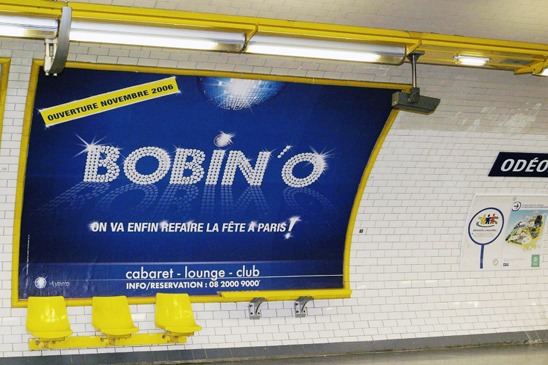 OUVERTURE NOVEMBRE 2006
BOBIN´´O
ON VA ENFIN REFAIRE LA FÊTE À PARIS !
cabaret - lounge - club
INFO/RESERVATION : 08 2000 9000
ODÉO